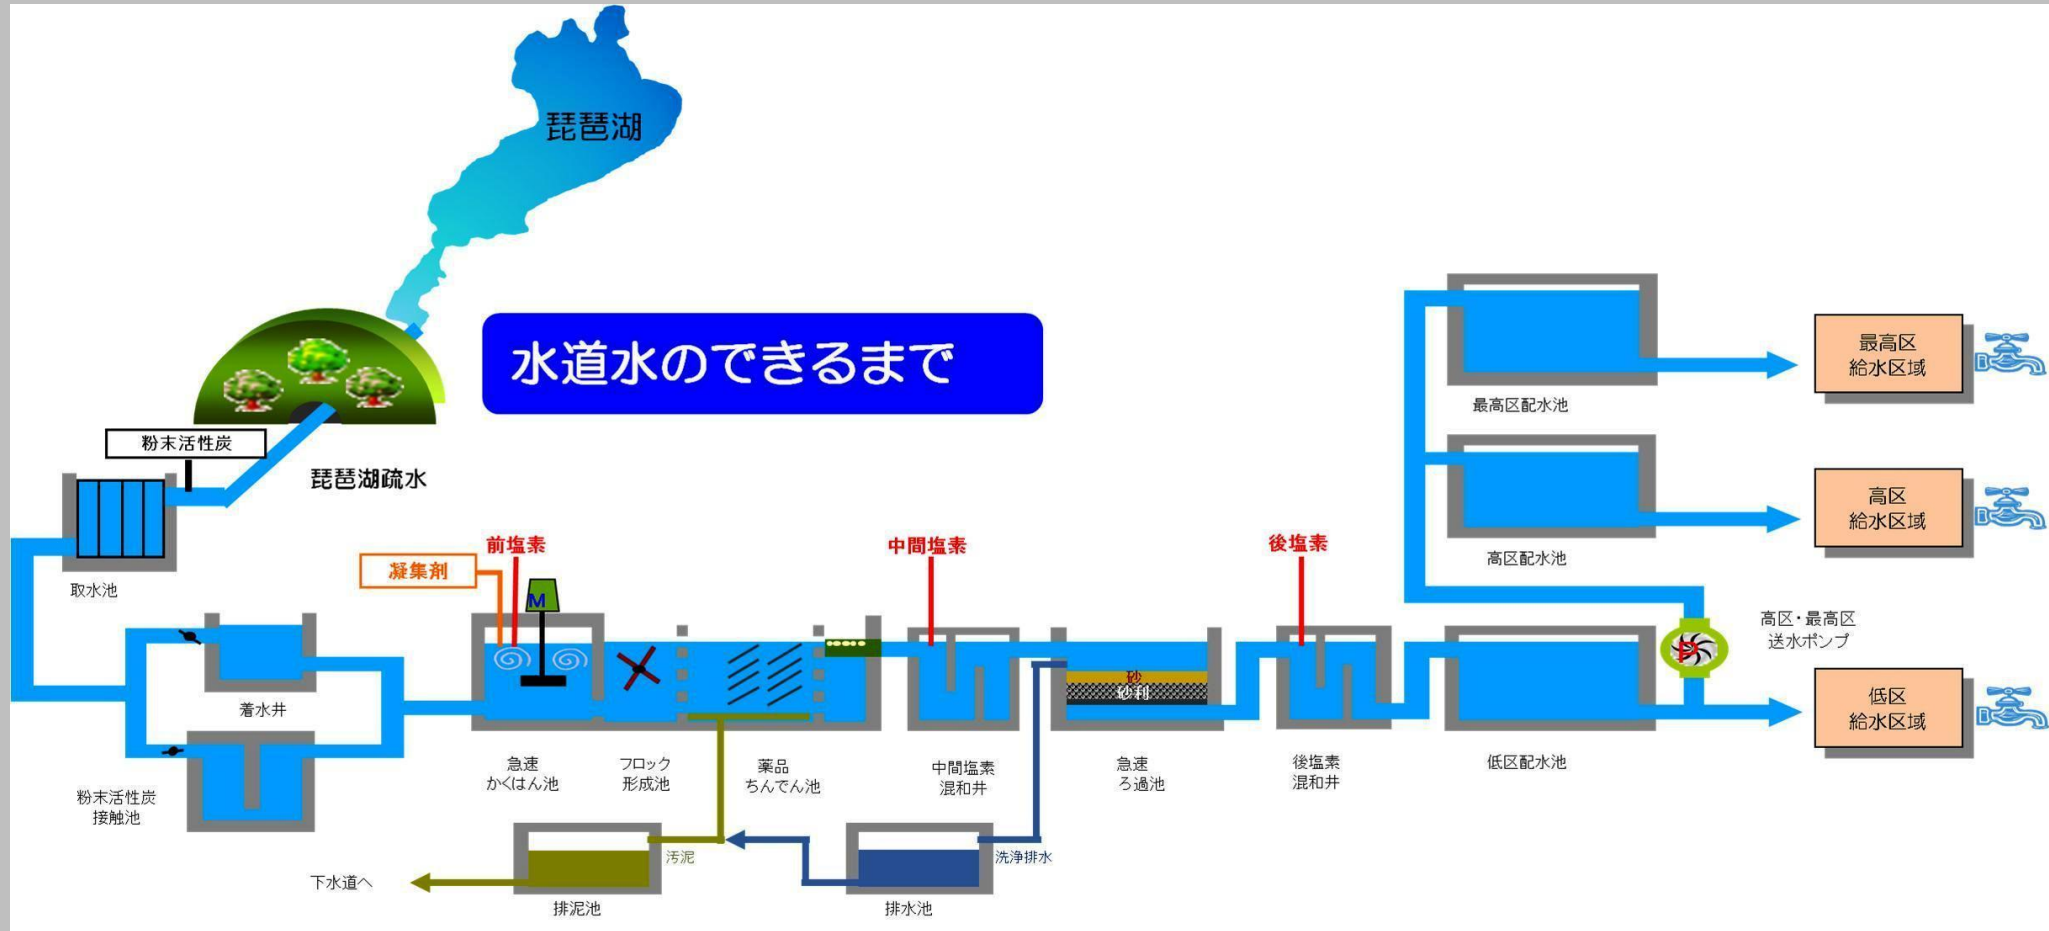 琵琶湖
水道水のできるまで
粉末活性炭
琵琶湖疏水
取水池
着水井
粉末活性炭
接触池
凝集剤
前塩素
M
急速
かくはん池
フロック
形成池
薬品
ちんでん池
中間塩素
中間塩素
混和井
砂
砂利
急速
ろ過池
後塩素
後塩素
混和井
低区配水池
高区配水池
最高区配水池
P
高区・最高区
送水ポンプ
最高区
給水区域
高区
給水区域
低区
給水区域
汚泥
洗浄排水
下水道へ
排泥池
排水池